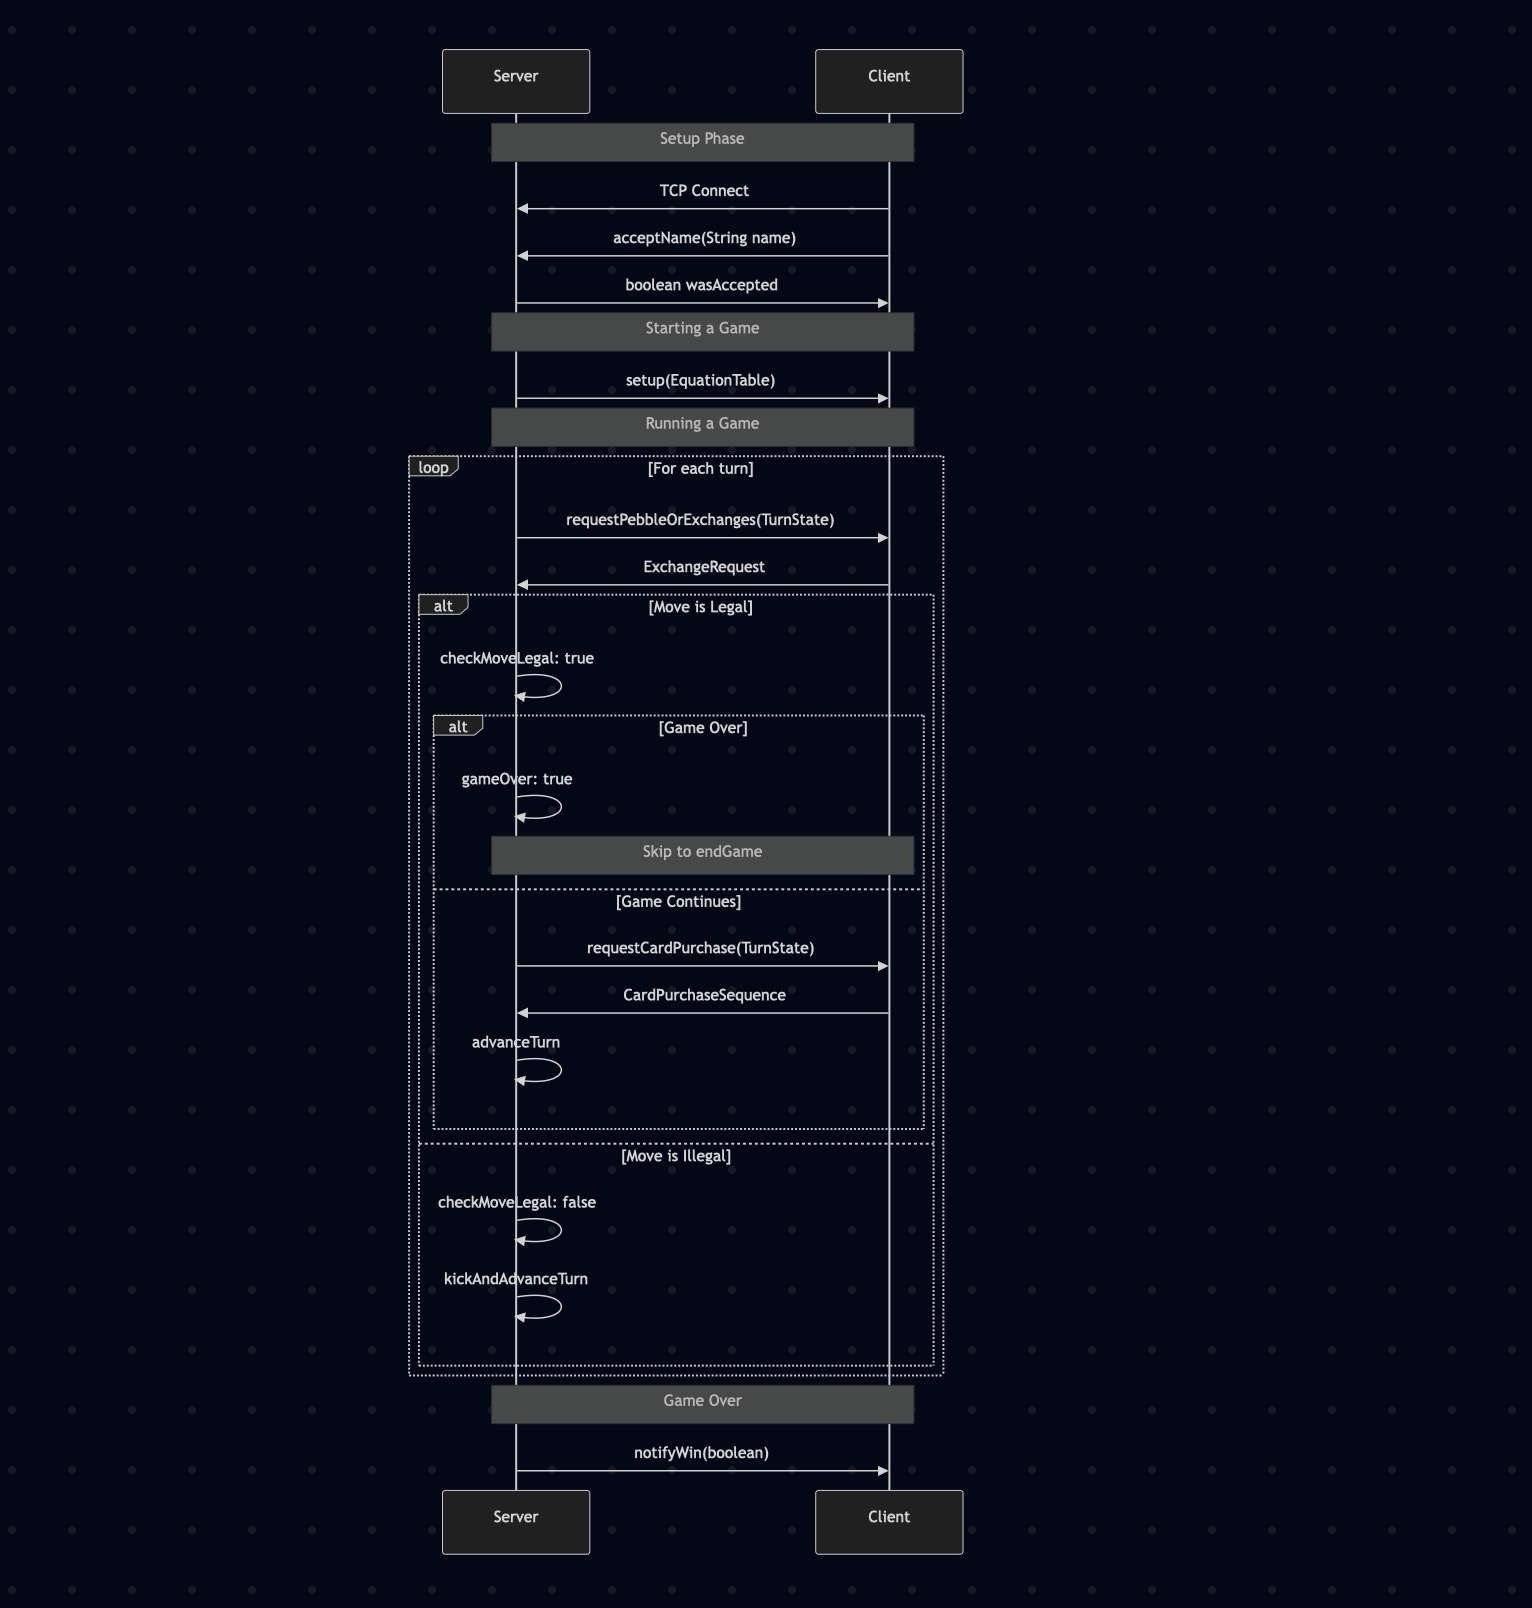 Server
Client
Setup Phase
TCP Connect
acceptName(String name)
boolean wasAccepted
Starting a Game
setup(EquationTable)
Running a Game
loop
[For each turn]
requestPebbleOrExchanges(TurnState)
ExchangeRequest
alt
[Move is Legal]
checkMoveLegal: true
alt
[Game Over]
gameOver: true
Skip to endGame
[Game Continues]
requestCardPurchase(TurnState)
CardPurchaseSequence
advanceTurn
[Move is Illegal]
checkMoveLegal: false
kickAndAdvanceTurn
Game Over
notifyWin(boolean)
Server
Client